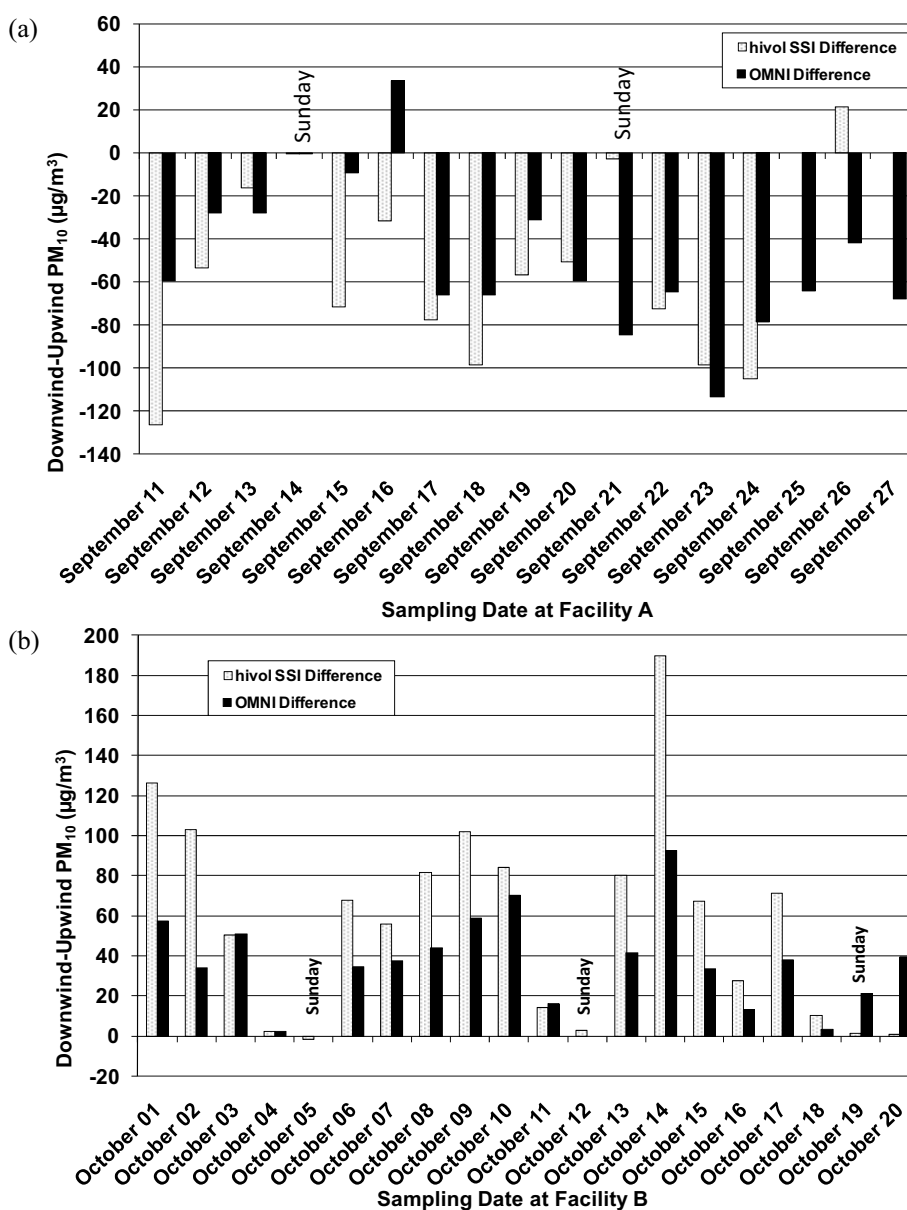 (a)
60
40
20
0
-20
-40
-60
-80
-100
-120
-140
Downwind-Upwind PM₁₀ (µg/m³)
hivol SSI Difference
OMNI Difference
Sunday
Sunday
September 11
September 12
September 13
September 14
September 15
September 16
September 17
September 18
September 19
September 20
September 21
September 22
September 23
September 24
September 25
September 26
September 27
Sampling Date at Facility A
(b)
200
180
160
140
120
100
80
60
40
20
0
-20
Downwind-Upwind PM₁₀ (µg/m³)
hivol SSI Difference
OMNI Difference
Sunday
Sunday
Sunday
October 01
October 02
October 03
October 04
October 05
October 06
October 07
October 08
October 09
October 10
October 11
October 12
October 13
October 14
October 15
October 16
October 17
October 18
October 19
October 20
Sampling Date at Facility B